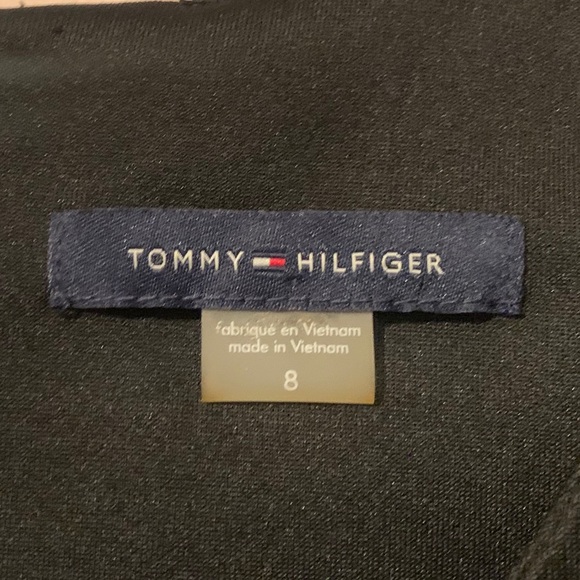 TOMMY HILFIGER
fabriqué en Vietnam
made in Vietnam
8